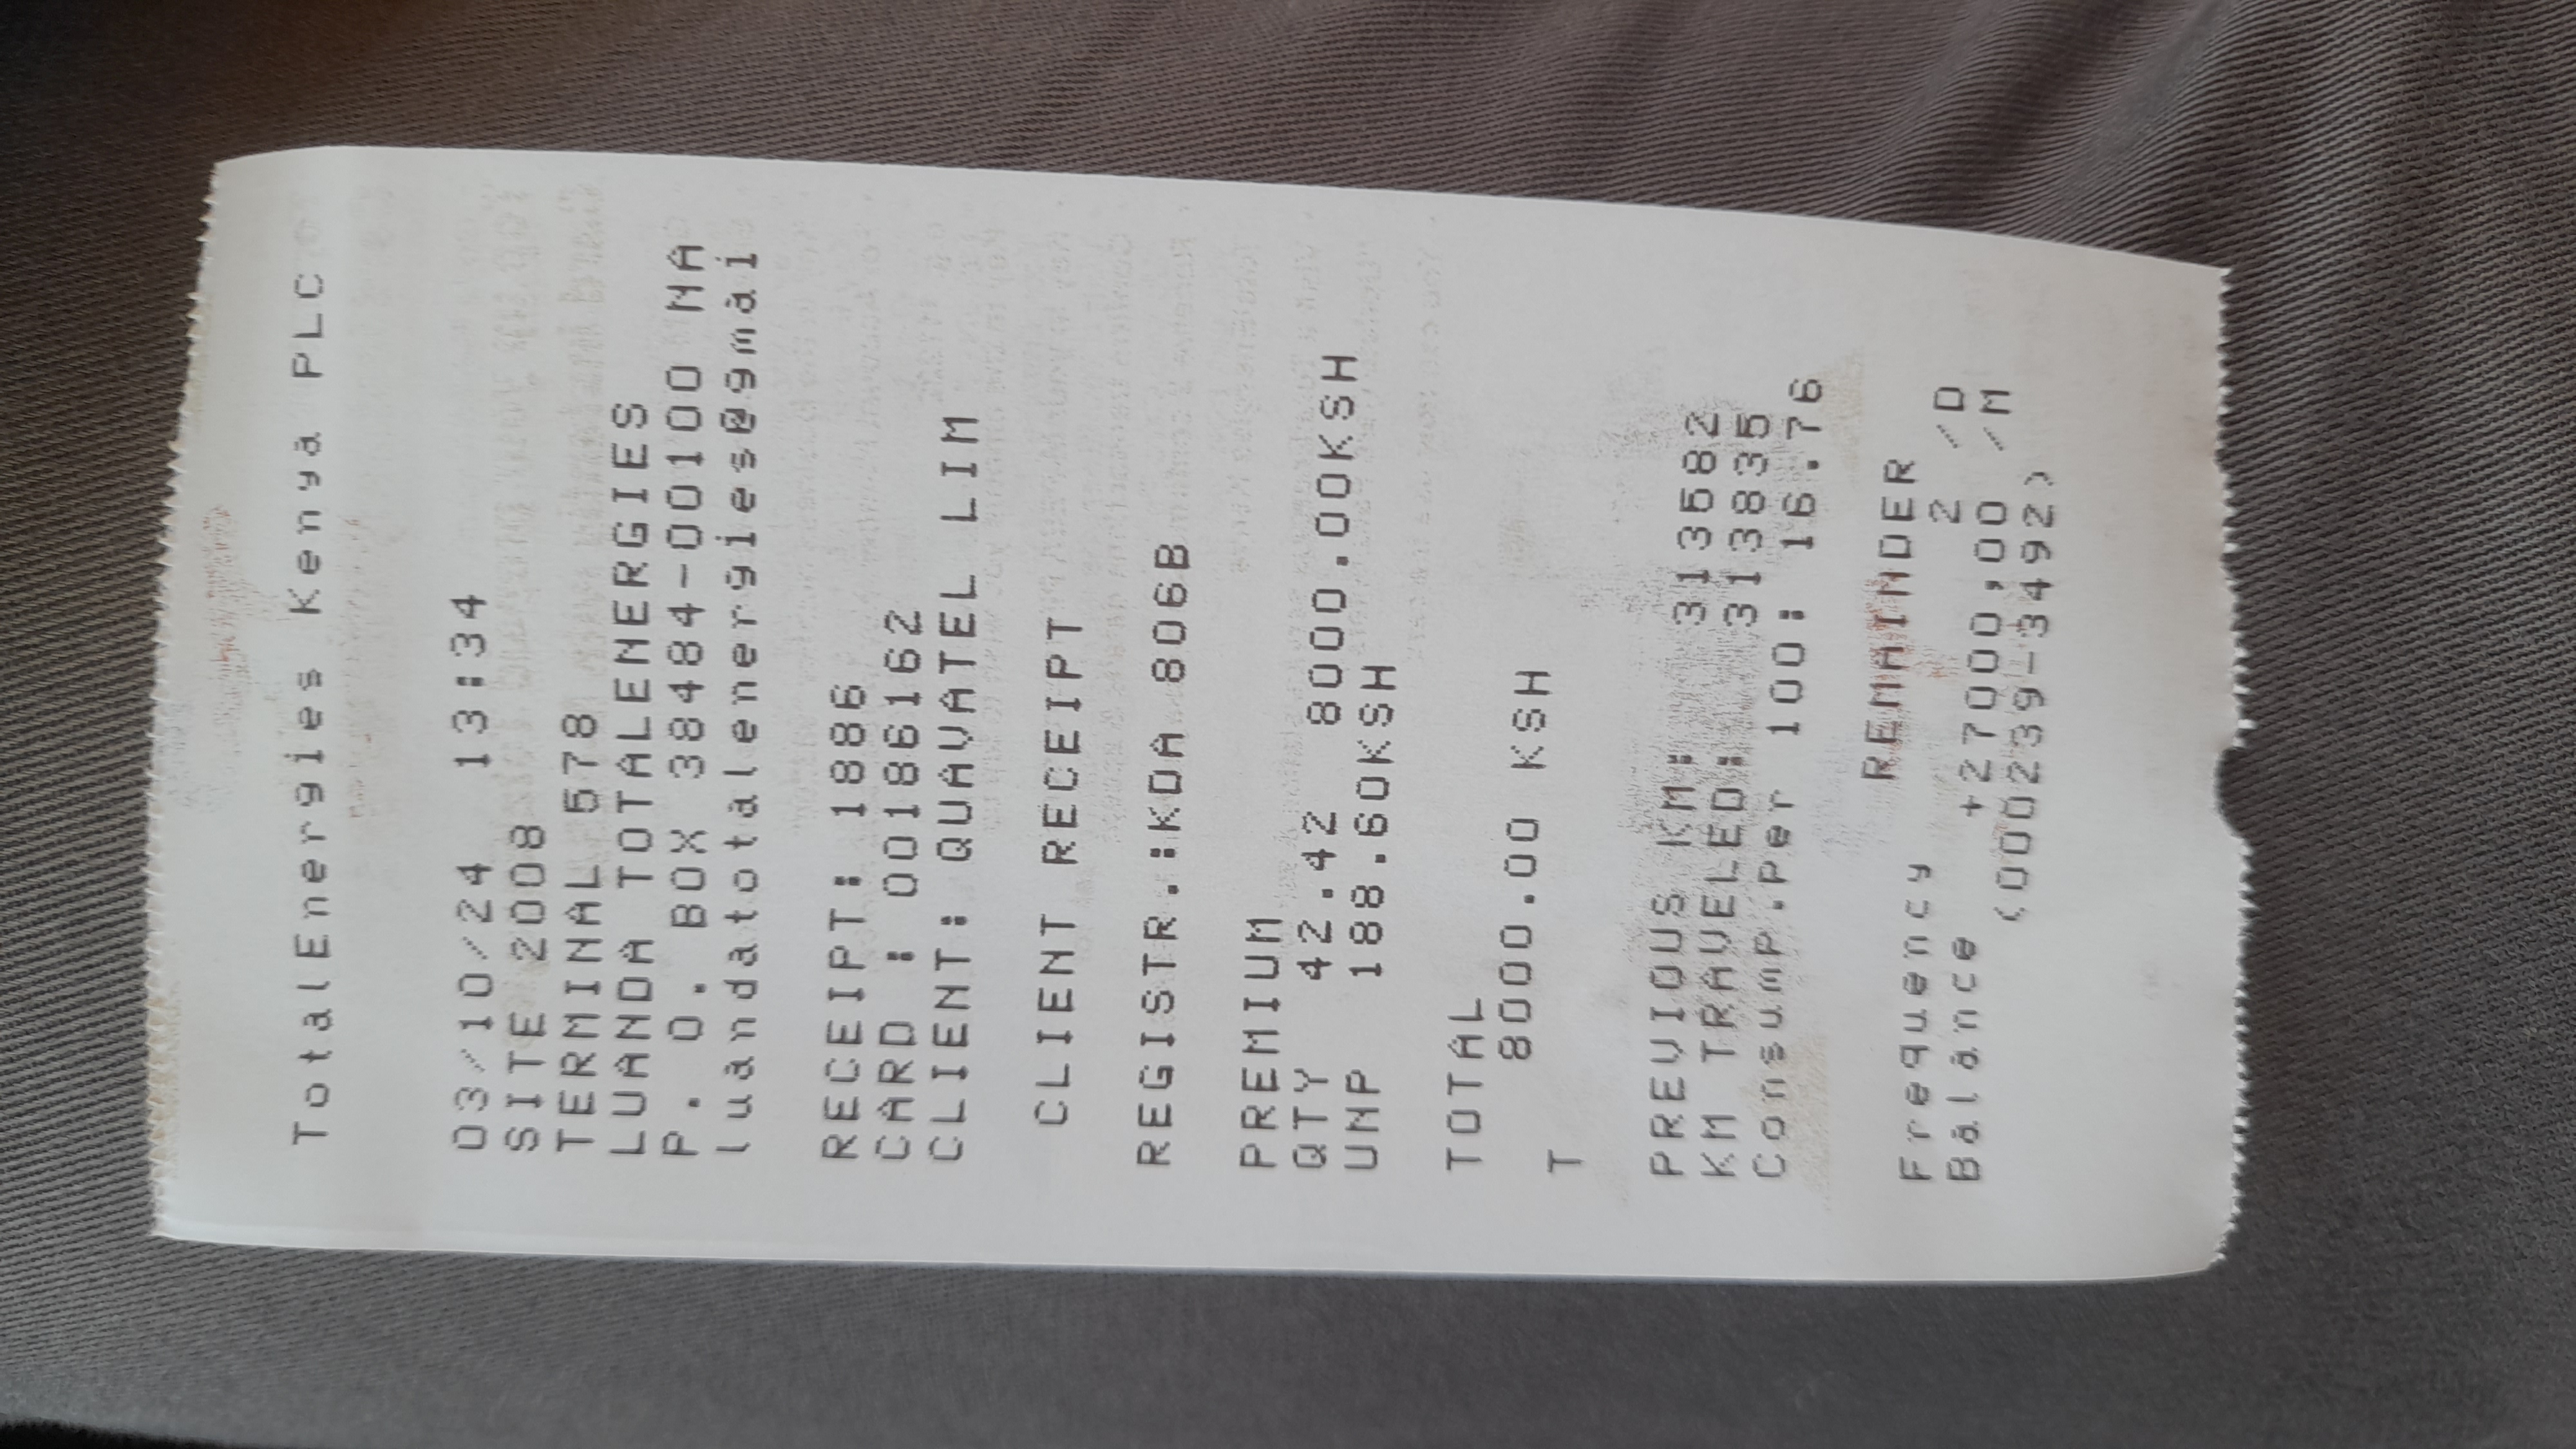 TotalEnergies Kenya PLC
03/10/24 13:34
SITE 2008
TERMINAL 578
LUANDA TOTALENERGIES
P. O. BOX 38484-00100 NA
luandatotalenergies@gmail
RECEIPT: 1886
CARD : 00186162
CLIENT: QUAVATEL LIM
CLIENT RECEIPT
REGISTR.:KDA 806B
PREMIUM
QTY 42.42 8000.00KSH
UNP 188.60KSH
TOTAL
8000.00 KSH
T
PREVIOUS KM: 313582
KM TRAVELED: 313835
Consump.Per 100: 16.76
REMAINDER
Frequency 2 /D
Balance +27000,00 /M
(000239-3492)